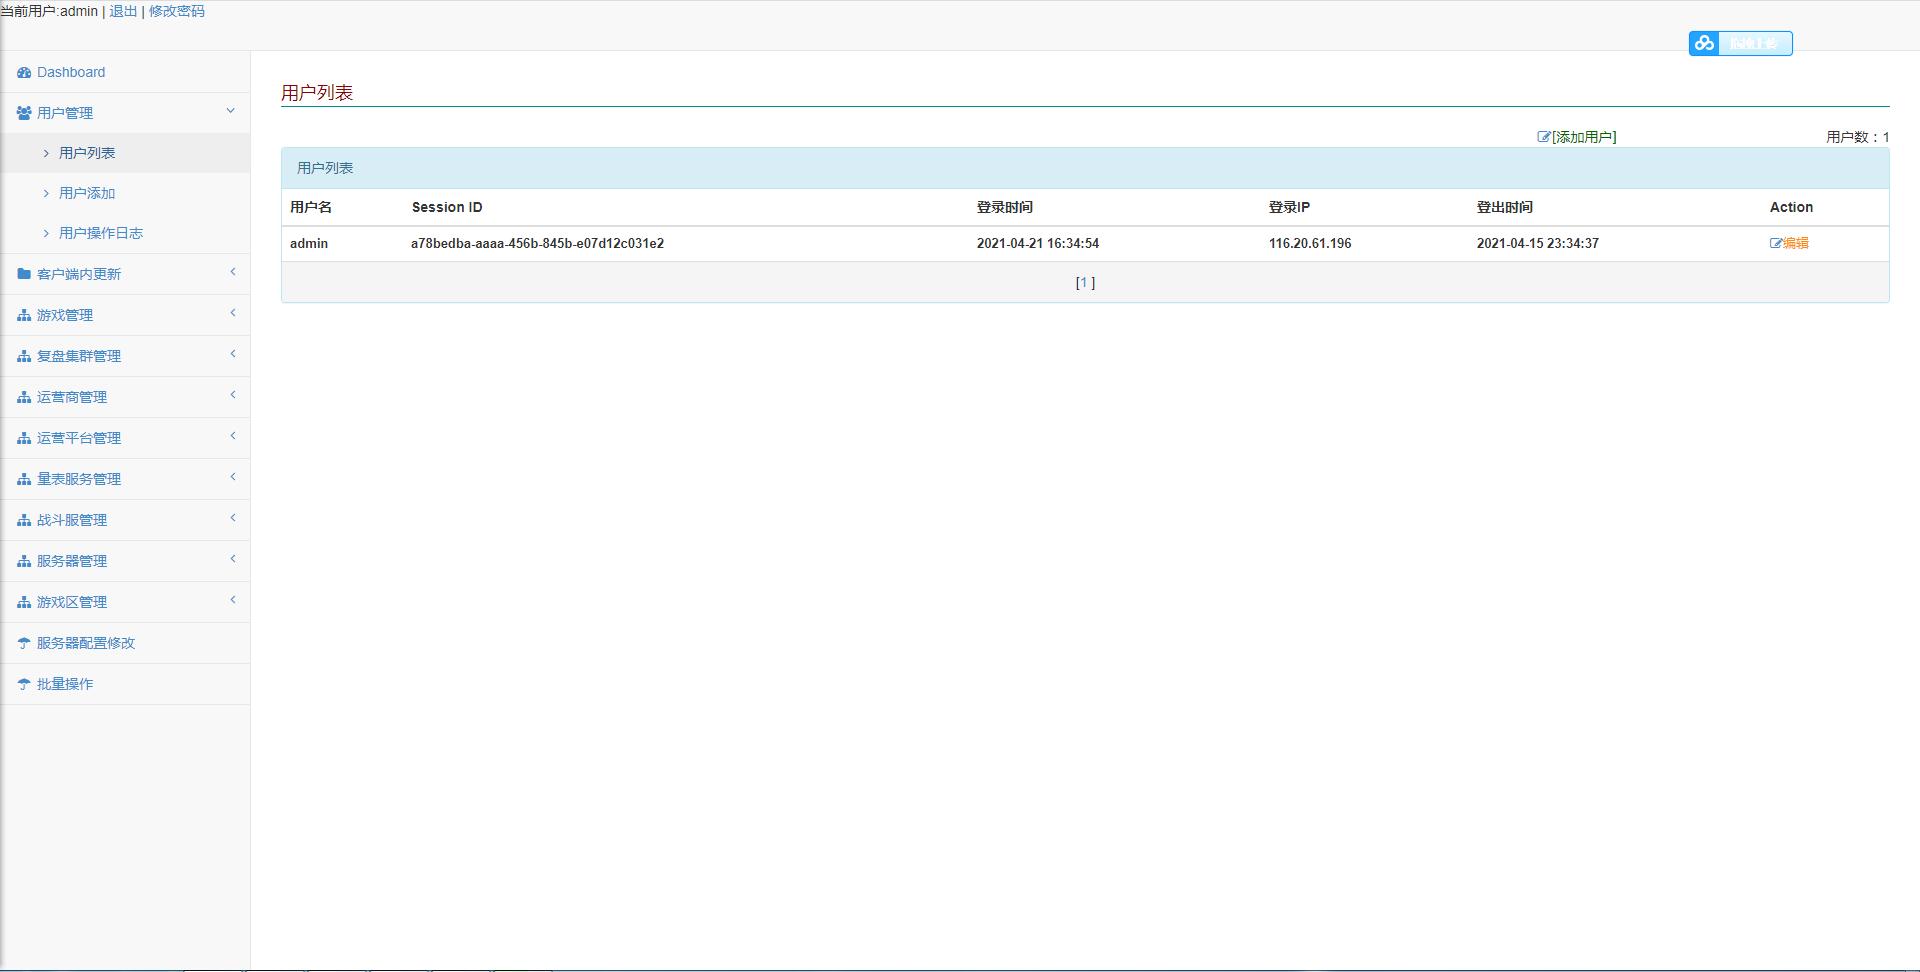 当前用户:admin | 退出 | 修改密码
Dashboard
用户管理
用户列表
用户添加
用户操作日志
客户端内更新
游戏管理
复盘集群管理
运营商管理
运营平台管理
量表服务管理
战斗服管理
服务器管理
游戏区管理
服务器配置修改
批量操作
用户列表
[添加用户] 用户数：1
用户列表
用户名 Session ID 登录时间 登录IP 登出时间 Action
admin a78bedba-aaaa-456b-845b-e07d12c031e2 2021-04-21 16:34:54 116.20.61.196 2021-04-15 23:34:37 编辑
[1 ]